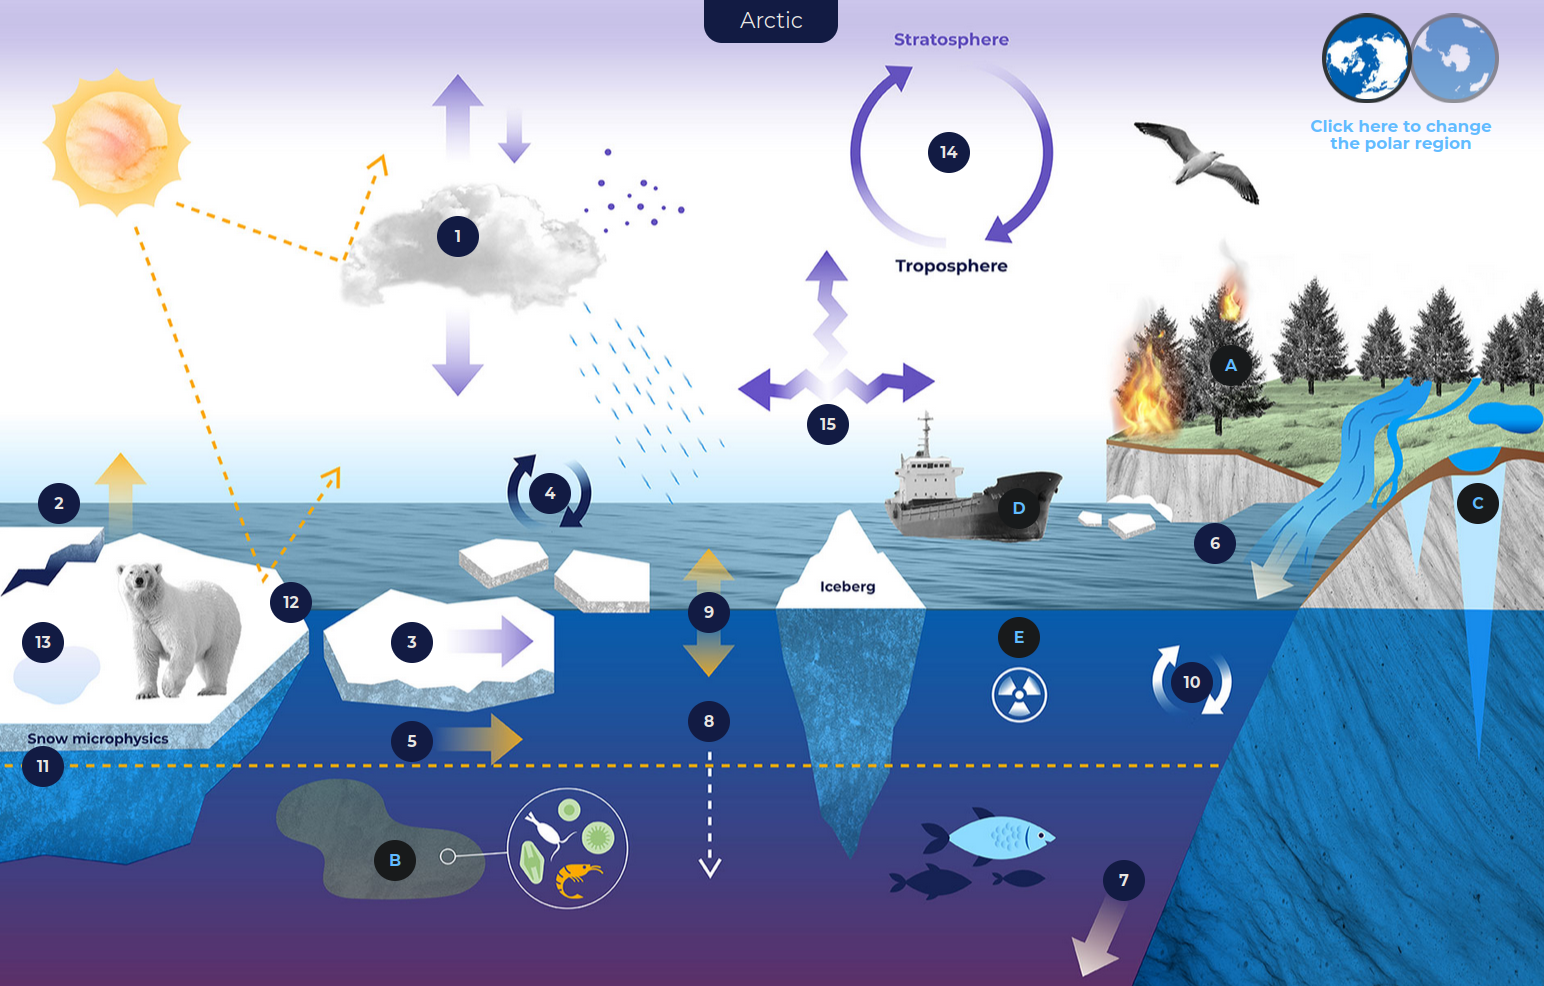 Arctic
Stratosphere
Click here to change
the polar region
14
1
Troposphere
A
15
2
4
D
C
6
Iceberg
12
9
3
13
E
10
8
Snow microphysics
5
11
B
7